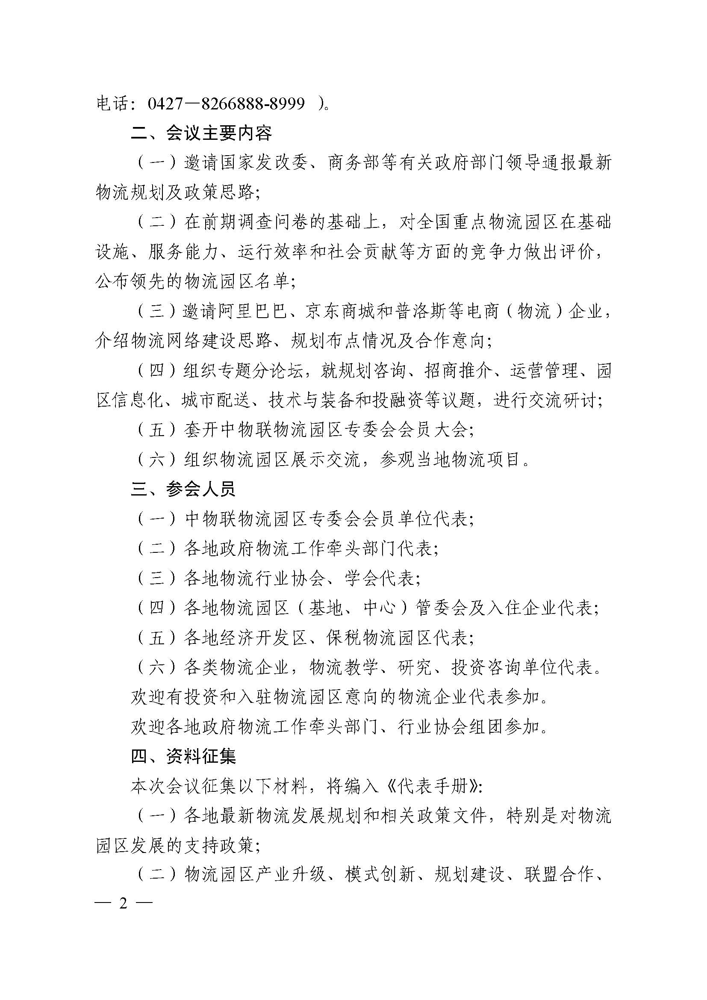 电话：0427—8266888-8999 )。
二、会议主要内容
（一）邀请国家发改委、商务部等有关政府部门领导通报最新
物流规划及政策思路；
（二）在前期调查问卷的基础上，对全国重点物流园区在基础
设施、服务能力、运行效率和社会贡献等方面的竞争力做出评价，
公布领先的物流园区名单；
（三）邀请阿里巴巴、京东商城和普洛斯等电商（物流）企业，
介绍物流网络建设思路、规划布点情况及合作意向；
（四）组织专题分论坛，就规划咨询、招商推介、运营管理、园
区信息化、城市配送、技术与装备和投融资等议题，进行交流研讨；
（五）套开中物联物流园区专委会会员大会；
（六）组织物流园区展示交流，参观当地物流项目。
三、参会人员
（一）中物联物流园区专委会会员单位代表；
（二）各地政府物流工作牵头部门代表；
（三）各地物流行业协会、学会代表；
（四）各地物流园区（基地、中心）管委会及入住企业代表；
（五）各地经济开发区、保税物流园区代表；
（六）各类物流企业，物流教学、研究、投资咨询单位代表。
欢迎有投资和入驻物流园区意向的物流企业代表参加。
欢迎各地政府物流工作牵头部门、行业协会组团参加。
四、资料征集
本次会议征集以下材料，将编入《代表手册》：
（一）各地最新物流发展规划和相关政策文件，特别是对物流
园区发展的支持政策；
（二）物流园区产业升级、模式创新、规划建设、联盟合作、
— 2 —